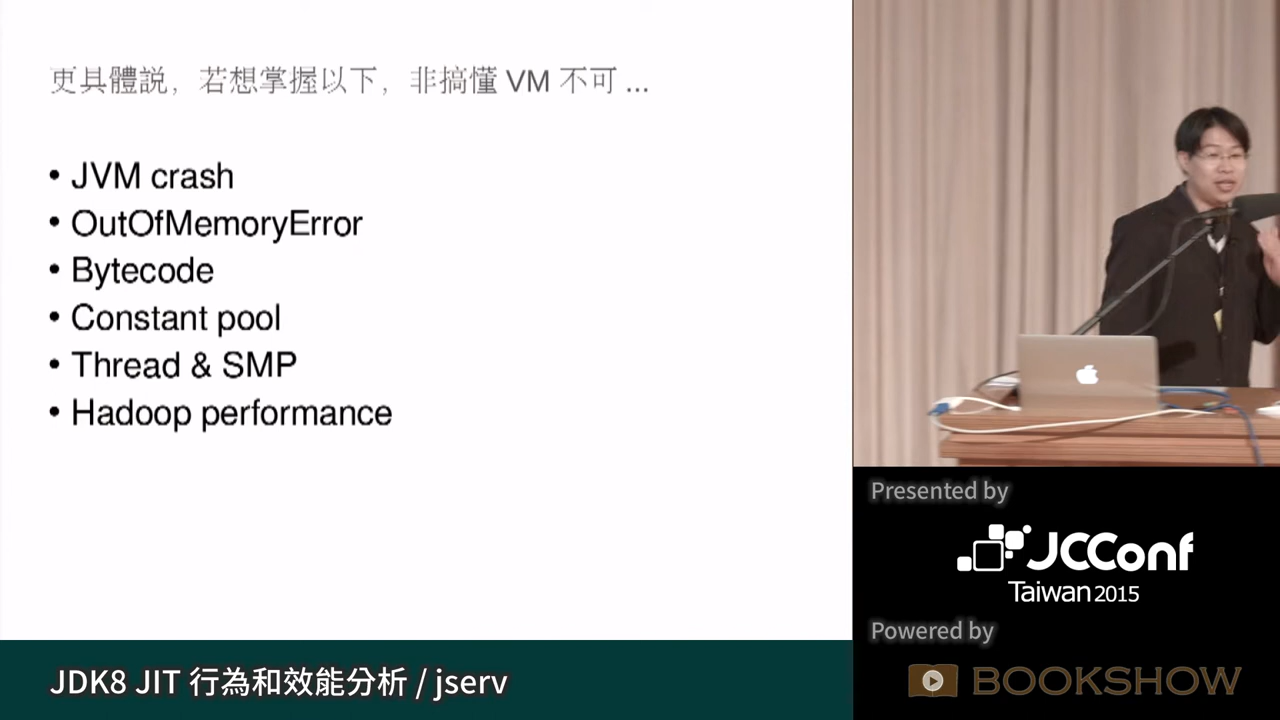 更具體説，若想掌握以下，非搞懂 VM 不可 ...
• JVM crash
• OutOfMemoryError
• Bytecode
• Constant pool
• Thread & SMP
• Hadoop performance
JDK8 JIT 行為和效能分析 / jserv
Presented by
JCConf
Taiwan 2015
Powered by
BOOKSHOW